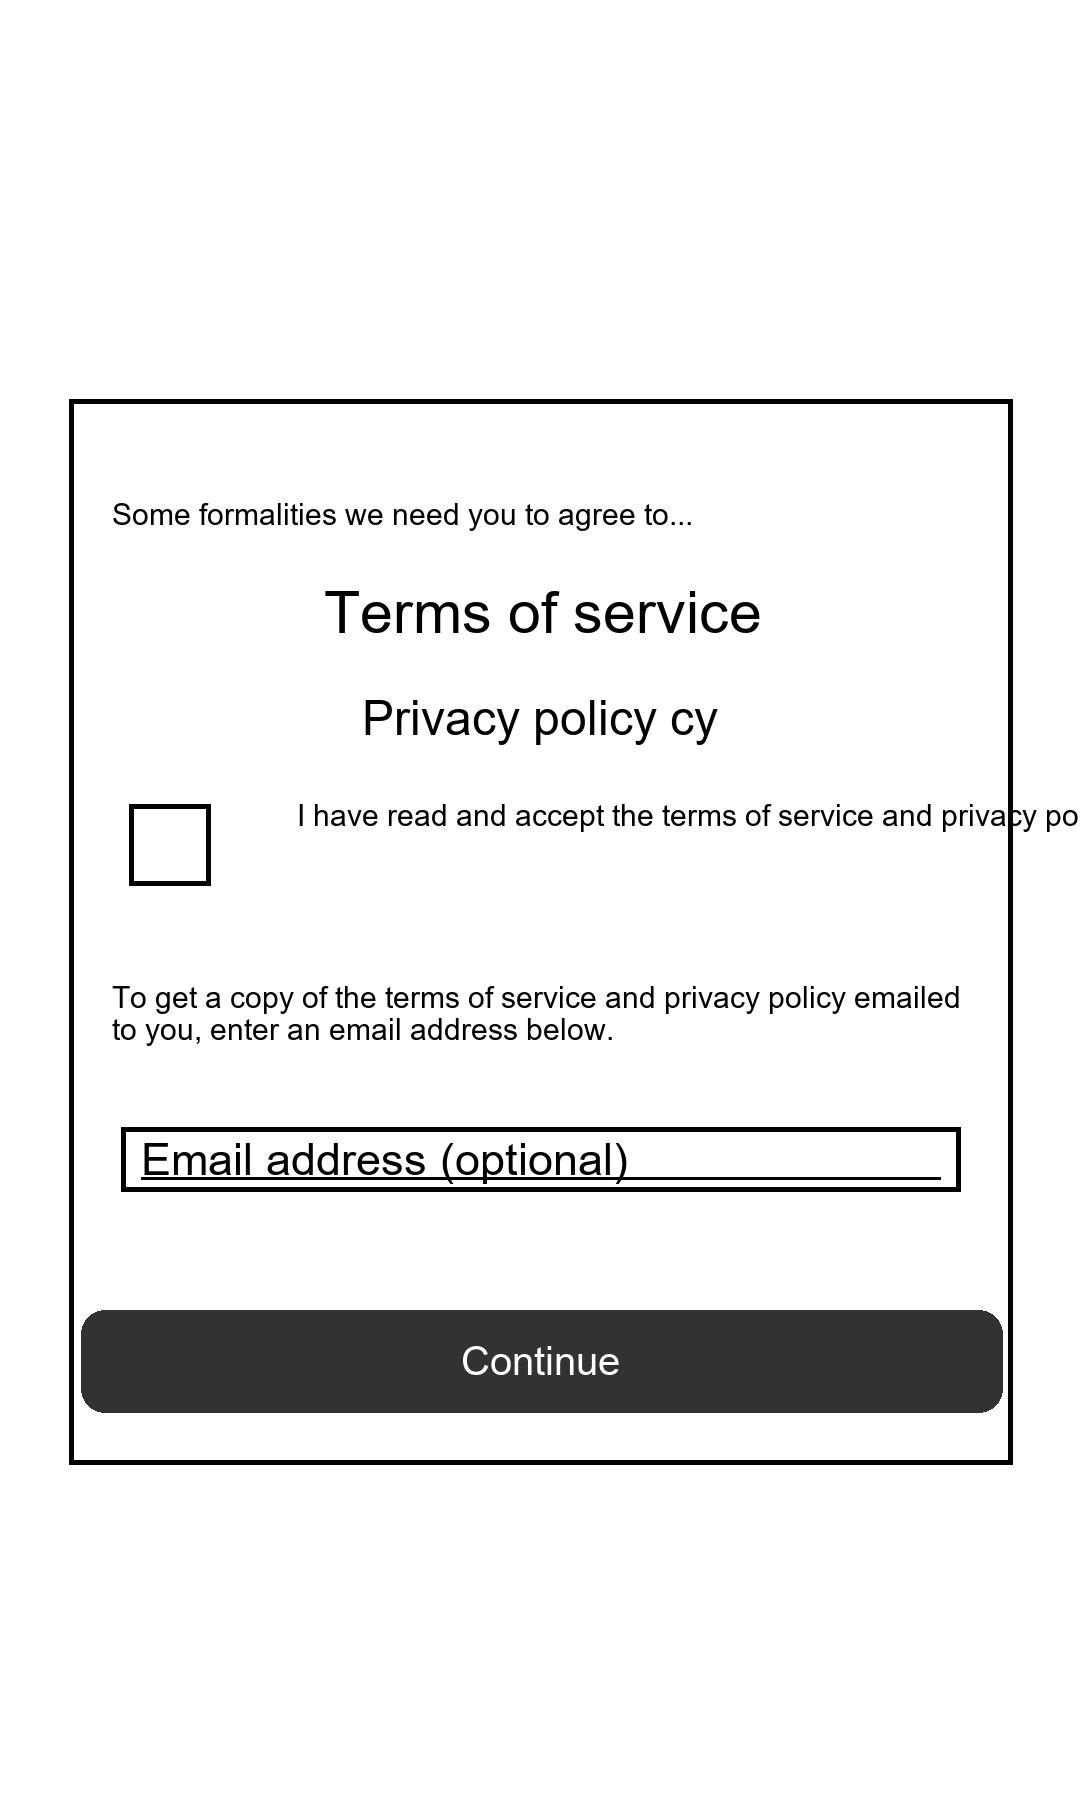 Some formalities we need you to agree to...
Terms of service
Privacy policy cy
I have read and accept the terms of service and privacy po
To get a copy of the terms of service and privacy policy emailed
to you, enter an email address below.
Email address (optional)
Continue